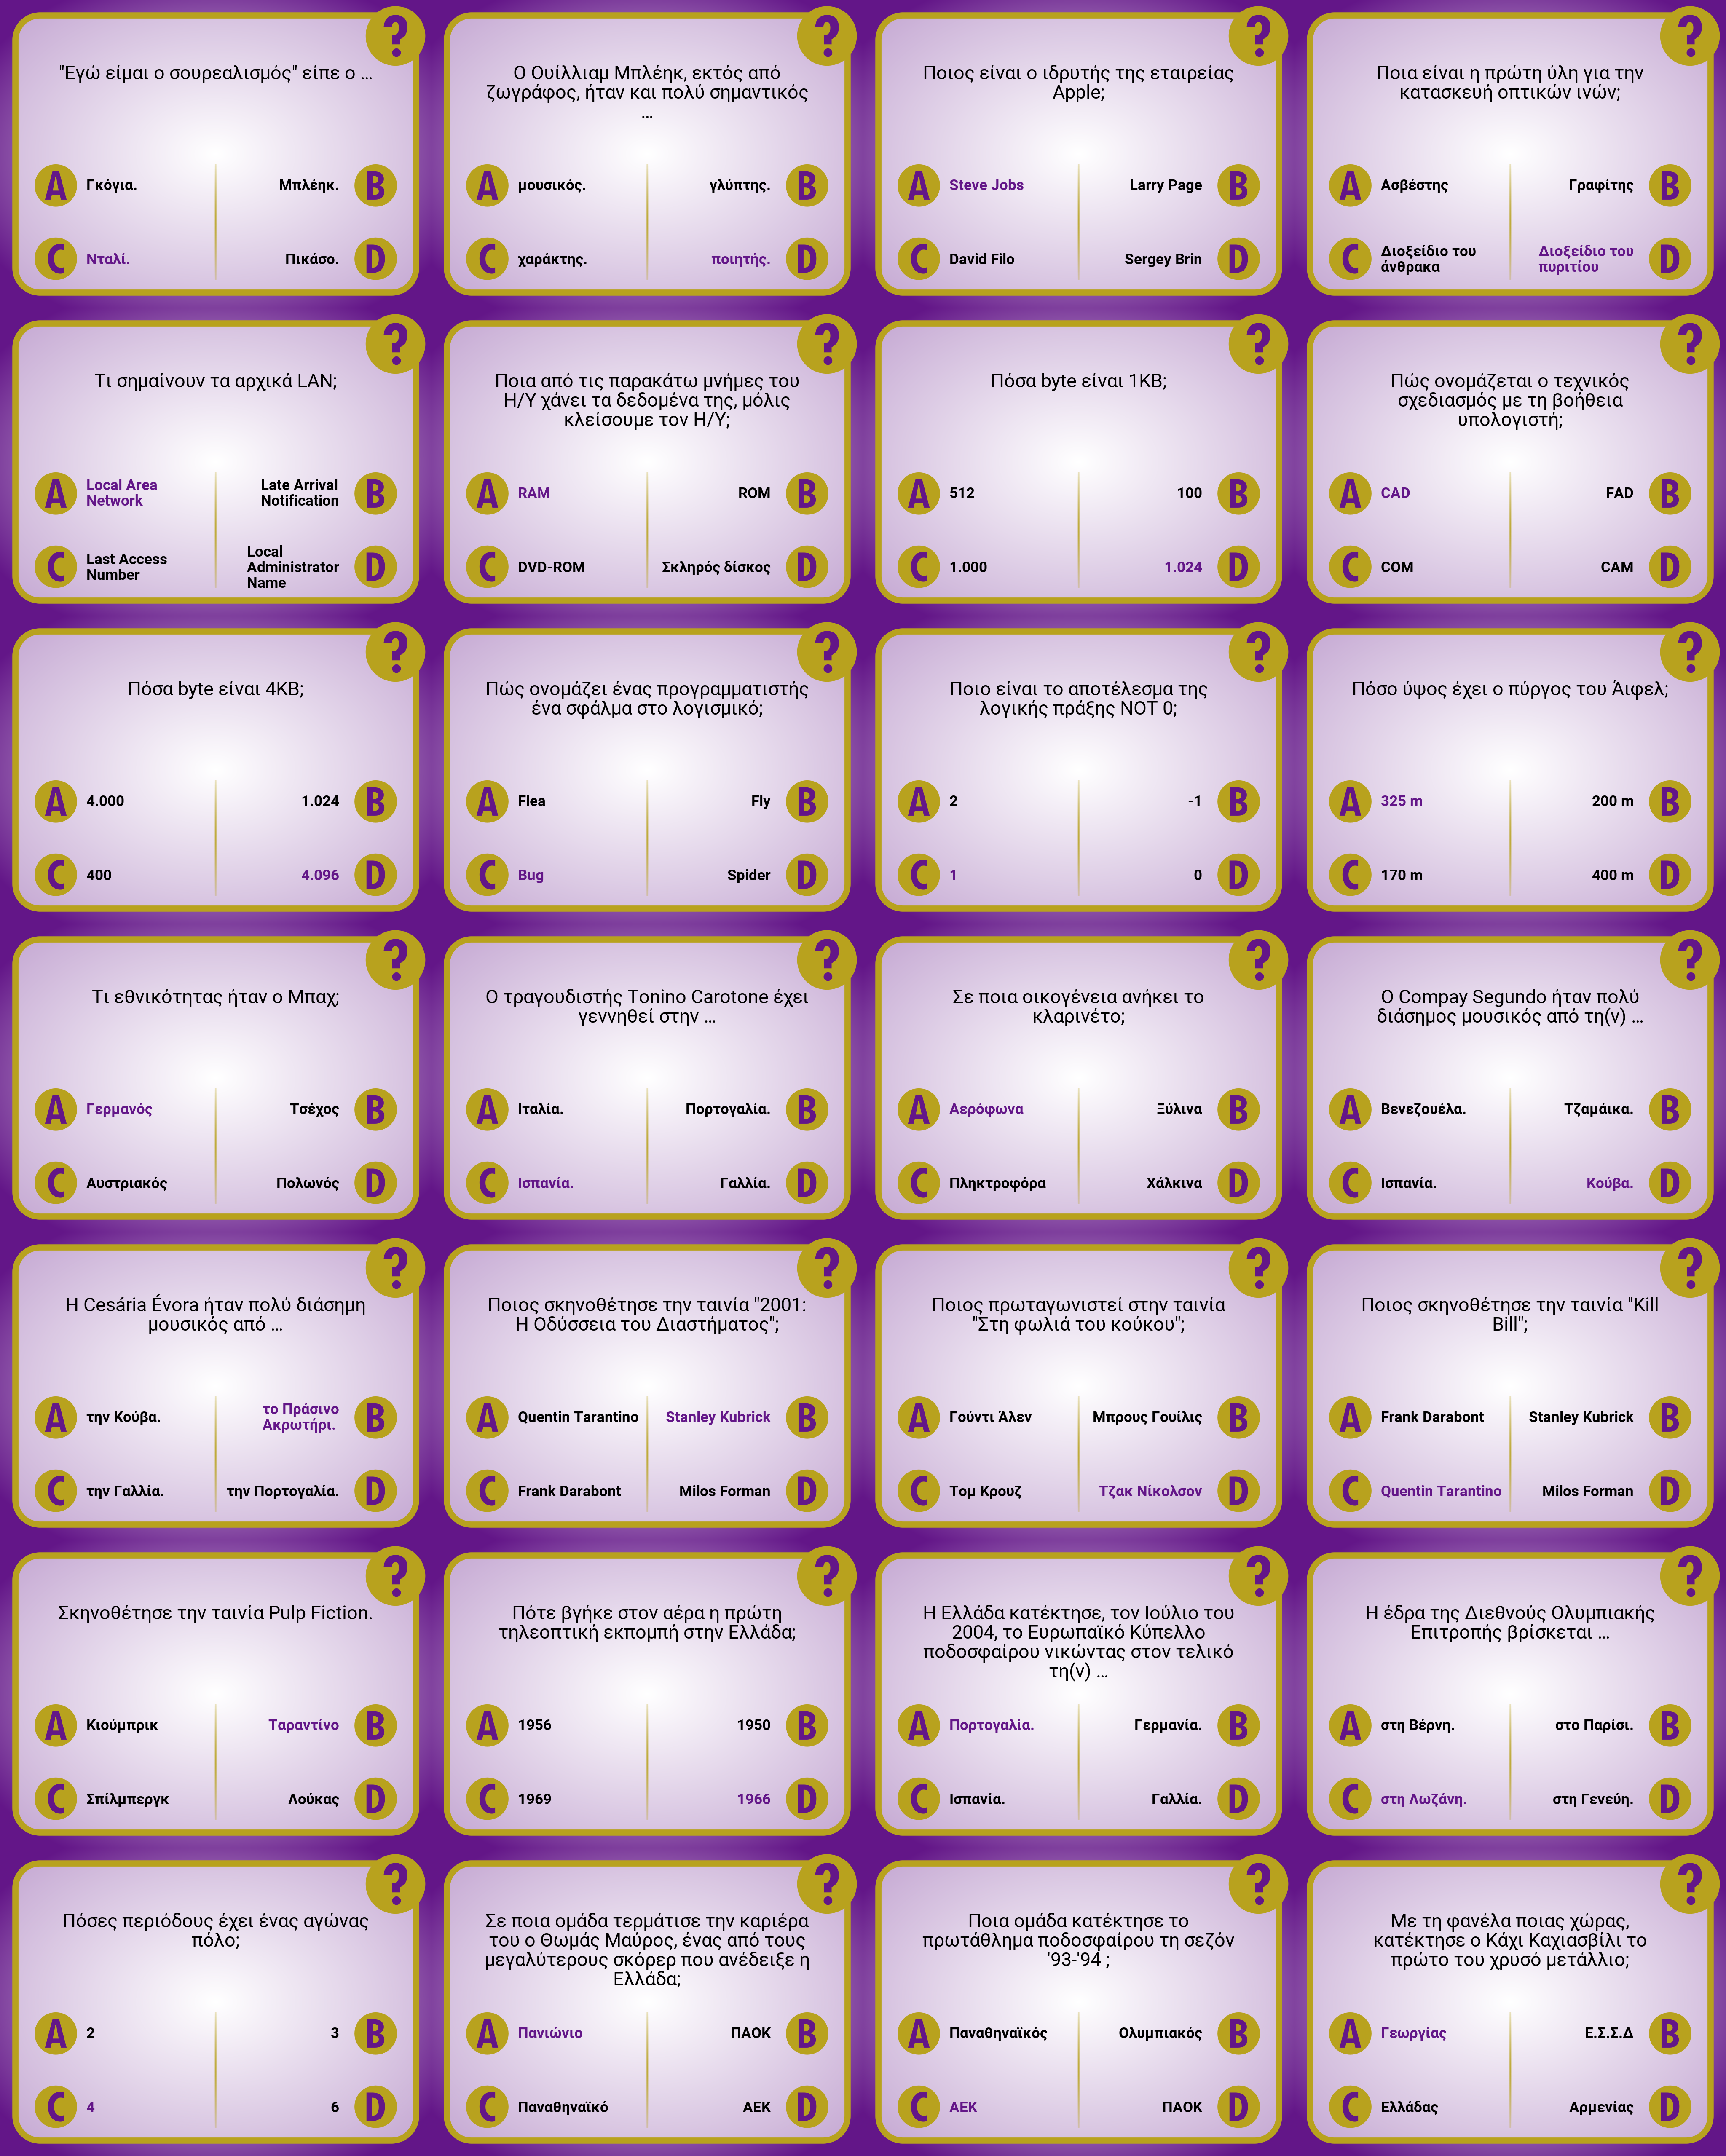 ?
"Εγώ είμαι ο σουρεαλισμός" είπε ο ...
A Γκόγια.
Μπλέηκ. B
C Νταλί.
Πικάσο. D
?
Ο Ουίλλιαμ Μπλέηκ, εκτός από
ζωγράφος, ήταν και πολύ σημαντικός
...
A μουσικός.
γλύπτης. B
C χαράκτης.
ποιητής. D
?
Ποιος είναι ο ιδρυτής της εταιρείας
Apple;
A Steve Jobs
Larry Page B
C David Filo
Sergey Brin D
?
Ποια είναι η πρώτη ύλη για την
κατασκευή οπτικών ινών;
A Ασβέστης
Γραφίτης B
C Διοξείδιο του
άνθρακα
Διοξείδιο του
πυριτίου D
?
Τι σημαίνουν τα αρχικά LAN;
A Local Area
Network
Late Arrival
Notification B
C Last Access
Number
Local
Administrator
Name D
?
Ποια από τις παρακάτω μνήμες του
Η/Υ χάνει τα δεδομένα της, μόλις
κλείσουμε τον Η/Υ;
A RAM
ROM B
C DVD-ROM
Σκληρός δίσκος D
?
Πόσα byte είναι 1KB;
A 512
100 B
C 1.000
1.024 D
?
Πώς ονομάζεται ο τεχνικός
σχεδιασμός με τη βοήθεια
υπολογιστή;
A CAD
FAD B
C COM
CAM D
?
Πόσα byte είναι 4KB;
A 4.000
1.024 B
C 400
4.096 D
?
Πώς ονομάζει ένας προγραμματιστής
ένα σφάλμα στο λογισμικό;
A Flea
Fly B
C Bug
Spider D
?
Ποιο είναι το αποτέλεσμα της
λογικής πράξης NOT 0;
A 2
-1 B
C 1
0 D
?
Πόσο ύψος έχει ο πύργος του Άιφελ;
A 325 m
200 m B
C 170 m
400 m D
?
Τι εθνικότητας ήταν ο Μπαχ;
A Γερμανός
Τσέχος B
C Αυστριακός
Πολωνός D
?
Ο τραγουδιστής Tonino Carotone έχει
γεννηθεί στην ...
A Ιταλία.
Πορτογαλία. B
C Ισπανία.
Γαλλία. D
?
Σε ποια οικογένεια ανήκει το
κλαρινέτο;
A Αερόφωνα
Ξύλινα B
C Πληκτροφόρα
Χάλκινα D
?
Ο Compay Segundo ήταν πολύ
διάσημος μουσικός από τη(ν) ...
A Βενεζουέλα.
Τζαμάικα. B
C Ισπανία.
Κούβα. D
?
Η Cesária Évora ήταν πολύ διάσημη
μουσικός από ...
A την Κούβα.
το Πράσινο
Ακρωτήρι. B
C την Γαλλία.
την Πορτογαλία. D
?
Ποιος σκηνοθέτησε την ταινία "2001:
Η Οδύσσεια του Διαστήματος";
A Quentin Tarantino
Stanley Kubrick B
C Frank Darabont
Milos Forman D
?
Ποιος πρωταγωνιστεί στην ταινία
"Στη φωλιά του κούκου";
A Γούντι Άλεν
Μπρους Γουίλις B
C Τομ Κρουζ
Τζακ Νίκολσον D
?
Ποιος σκηνοθέτησε την ταινία "Kill
Bill";
A Frank Darabont
Stanley Kubrick B
C Quentin Tarantino
Milos Forman D
?
Σκηνοθέτησε την ταινία Pulp Fiction.
A Κιούμπρικ
Ταραντίνο B
C Σπίλμπεργκ
Λούκας D
?
Πότε βγήκε στον αέρα η πρώτη
τηλεοπτική εκπομπή στην Ελλάδα;
A 1956
1950 B
C 1969
1966 D
?
Η Ελλάδα κατέκτησε, τον Ιούλιο του
2004, το Ευρωπαϊκό Κύπελλο
ποδοσφαίρου νικώντας στον τελικό
τη(ν) ...
A Πορτογαλία.
Γερμανία. B
C Ισπανία.
Γαλλία. D
?
Η έδρα της Διεθνούς Ολυμπιακής
Επιτροπής βρίσκεται ...
A στη Βέρνη.
στο Παρίσι. B
C στη Λωζάνη.
στη Γενεύη. D
?
Πόσες περιόδους έχει ένας αγώνας
πόλο;
A 2
3 B
C 4
6 D
?
Σε ποια ομάδα τερμάτισε την καριέρα
του ο Θωμάς Μαύρος, ένας από τους
μεγαλύτερους σκόρερ που ανέδειξε η
Ελλάδα;
A Πανιώνιο
ΠΑΟΚ B
C Παναθηναϊκό
ΑΕΚ D
?
Ποια ομάδα κατέκτησε το
πρωτάθλημα ποδοσφαίρου τη σεζόν
'93-'94 ;
A Παναθηναϊκός
Ολυμπιακός B
C ΑΕΚ
ΠΑΟΚ D
?
Με τη φανέλα ποιας χώρας,
κατέκτησε ο Κάχι Καχιασβίλι το
πρώτο του χρυσό μετάλλιο;
A Γεωργίας
Ε.Σ.Σ.Δ B
C Ελλάδας
Αρμενίας D